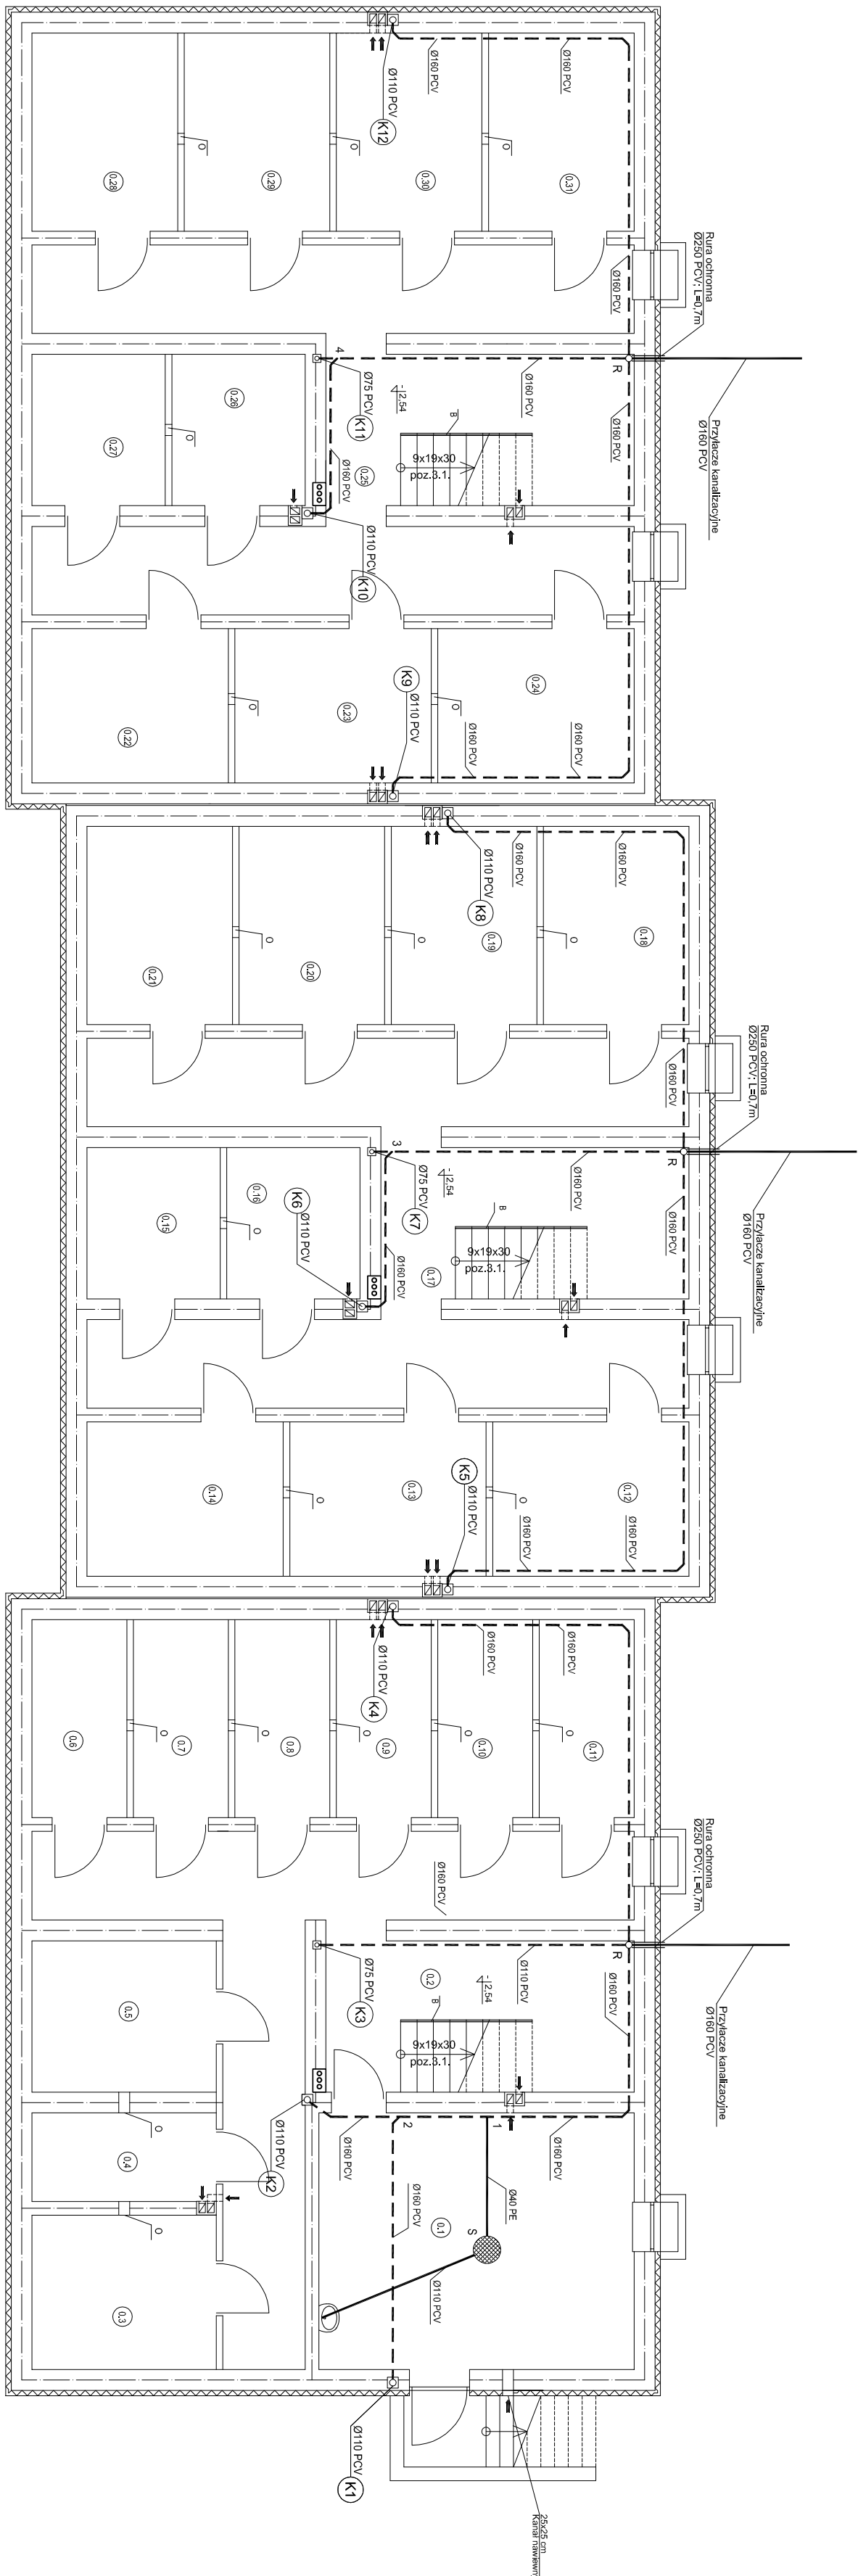 Ø160 PCV
Ø160 PCV
Ø110 PCV
K12
O
O
O
0.28
0.29
0.30
0.31
Rura ochronna
Ø250 PCV; L=0,7m
Ø160 PCV
4
R
Ø75 PCV
K11
Ø160 PCV
Ø160 PCV
Przyłącze kanalizacyjne
Ø160 PCV
- 2,54
B
9x19x30
poz.3.1.
0.26
0.27
O
0.25
Ø160 PCV
Ø110 PCV
K10
K9
Ø110 PCV
0.22
0.23
0.24
O
O
Ø160 PCV
Ø160 PCV
Ø110 PCV
K8
Ø160 PCV
Ø160 PCV
O
O
O
0.21
0.20
0.19
0.18
Rura ochronna
Ø250 PCV; L=0,7m
Ø160 PCV
3
R
Ø75 PCV
K7
Ø160 PCV
Ø160 PCV
Przyłącze kanalizacyjne
Ø160 PCV
- 2,54
B
9x19x30
poz.3.1.
0.16
0.15
O
0.17
K6
Ø110 PCV
Ø160 PCV
K5
Ø110 PCV
0.14
0.13
0.12
O
O
Ø160 PCV
Ø160 PCV
Ø110 PCV
K4
Ø160 PCV
Ø160 PCV
O
O
O
O
O
0.6
0.7
0.8
0.9
0.10
0.11
Rura ochronna
Ø250 PCV; L=0,7m
Ø160 PCV
R
Ø75 PCV
K3
Ø110 PCV
Ø160 PCV
Przyłącze kanalizacyjne
Ø160 PCV
0.2
- 2,54
B
9x19x30
poz.3.1.
0.5
0.4
0.3
O
O
Ø110 PCV
K2
Ø160 PCV
2
1
Ø160 PCV
Ø160 PCV
Ø40 PE
0.1
S
Ø110 PCV
Ø110 PCV
K1
25x25 cm
Kanał